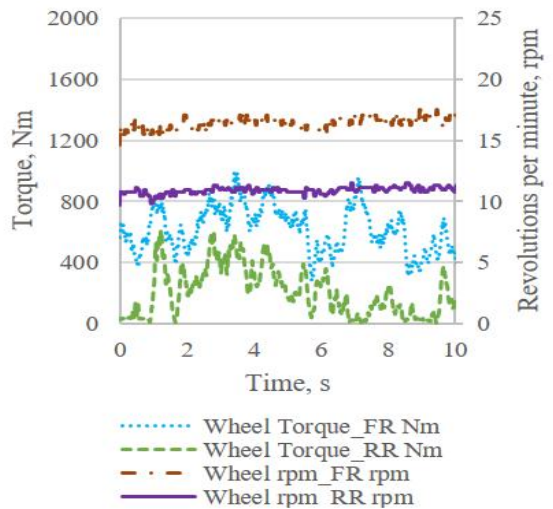 2000
1600
1200
800
400
0
Torque, Nm
25
20
15
10
5
0
Revolutions per minute, rpm
0 2 4 6 8 10
Time, s
Wheel Torque_FR Nm
Wheel Torque_RR Nm
Wheel rpm_FR rpm
Wheel rpm_RR rpm